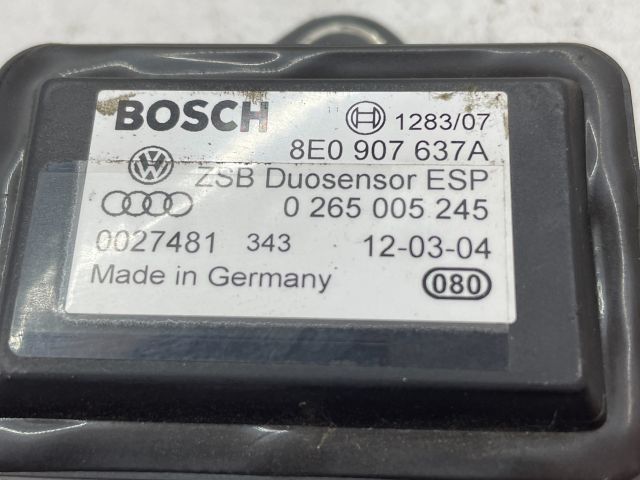 BOSCH 1283/07
8E0 907 637A
ZSB Duosensor ESP
0 265 005 245
0027481 343 12-03-04
Made in Germany 080